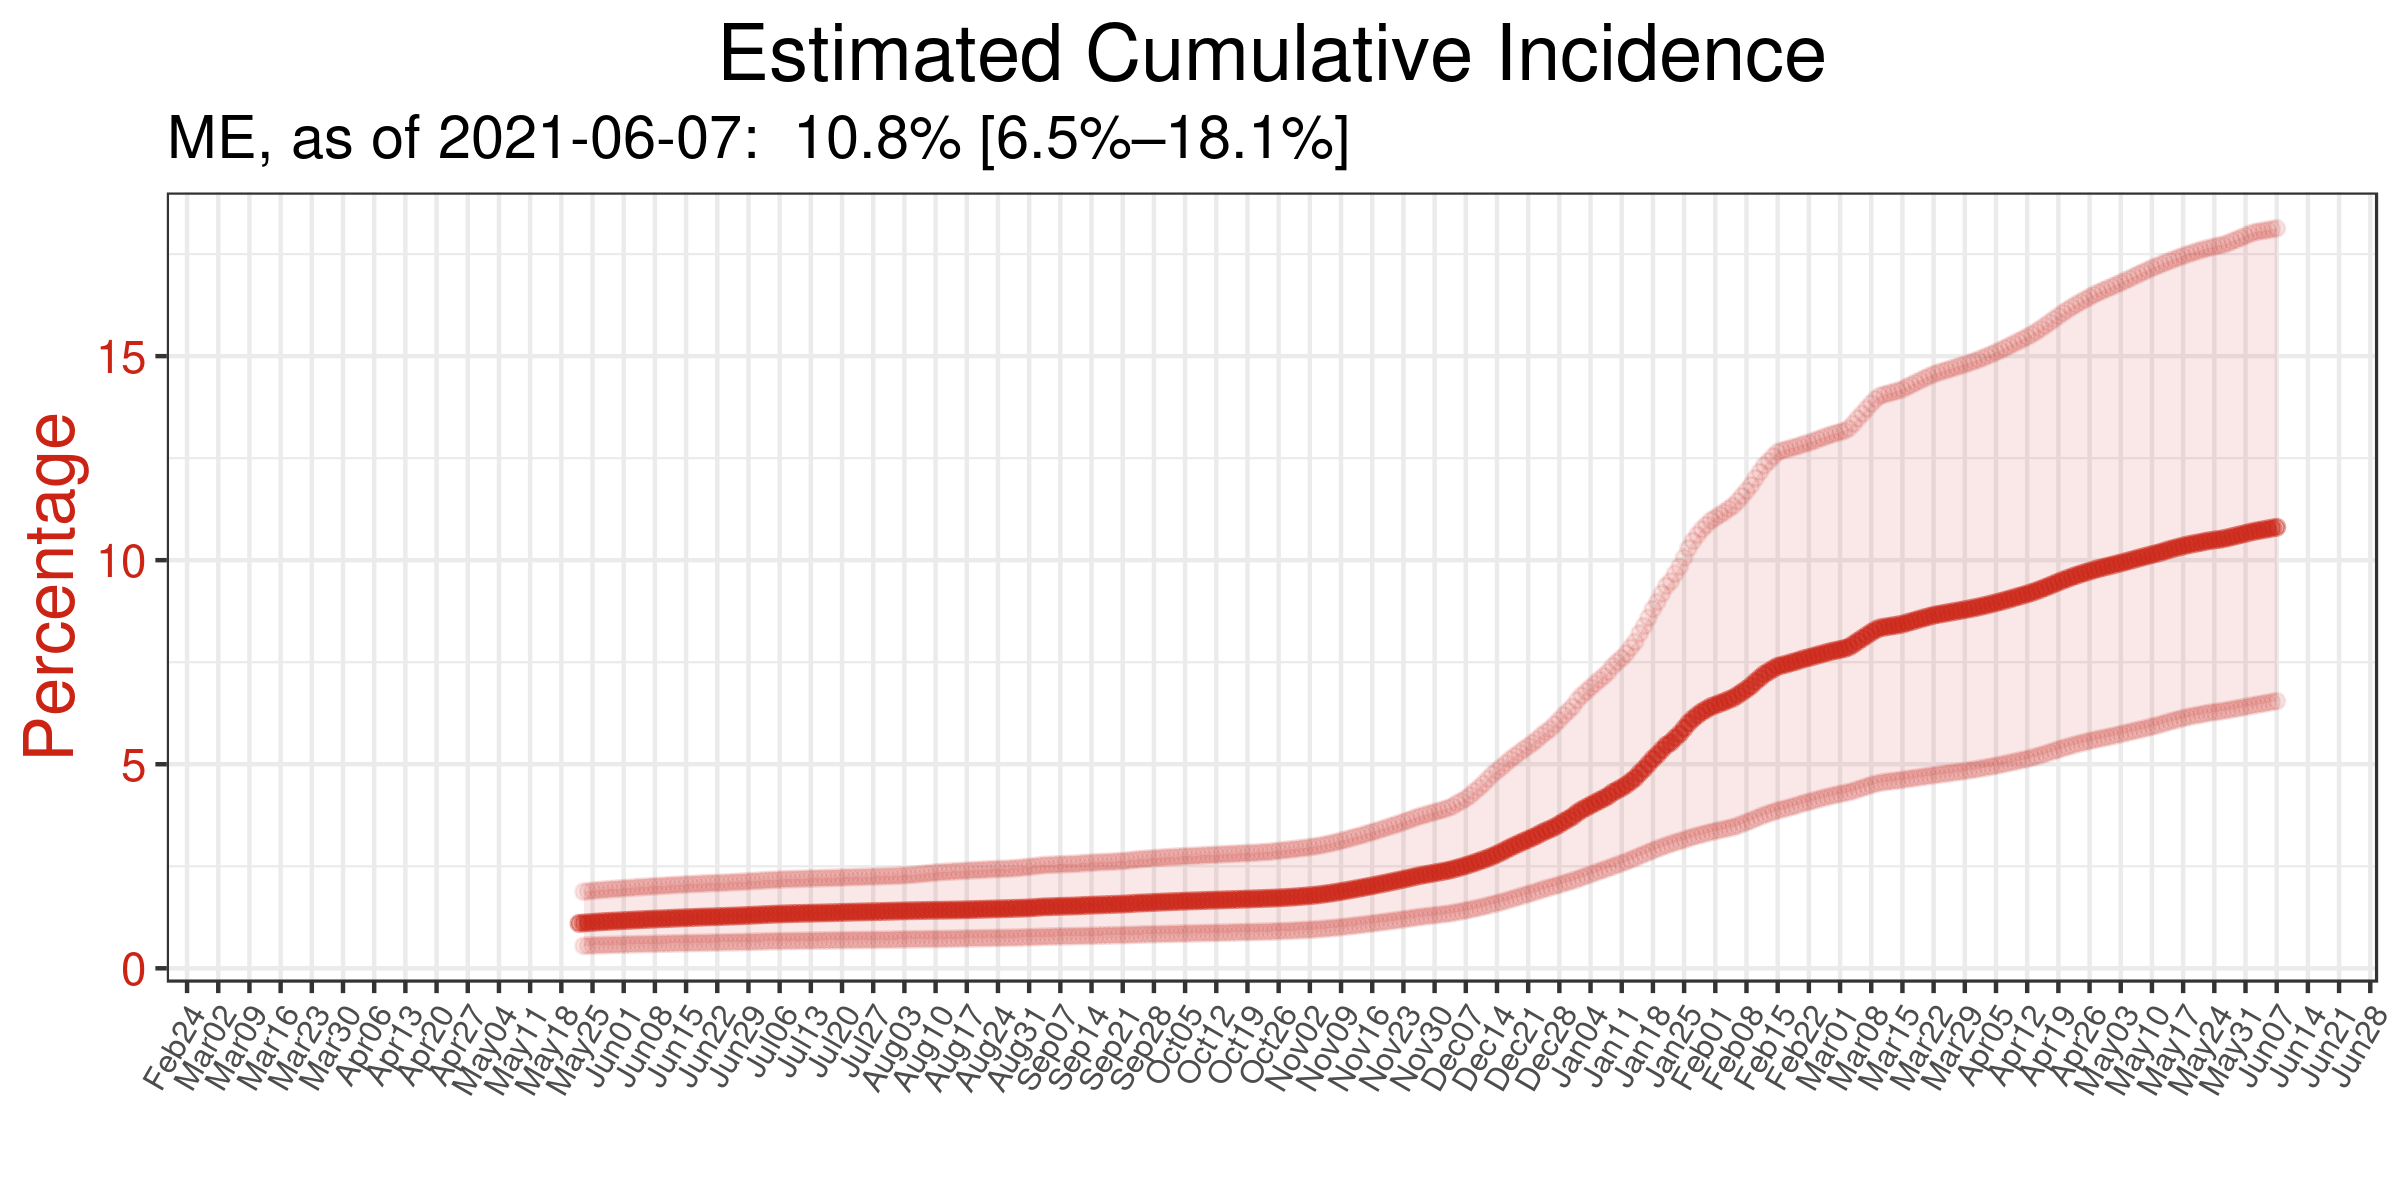 Estimated Cumulative Incidence
ME, as of 2021-06-07:  10.8% [6.5%–18.1%]
Percentage
15
10
5
0
Feb24
Mar02
Mar09
Mar16
Mar23
Mar30
Apr06
Apr13
Apr20
Apr27
May04
May11
May18
May25
Jun01
Jun08
Jun15
Jun22
Jun29
Jul06
Jul13
Jul20
Jul27
Aug03
Aug10
Aug17
Aug24
Aug31
Sep07
Sep14
Sep21
Sep28
Oct05
Oct12
Oct19
Oct26
Nov02
Nov09
Nov16
Nov23
Nov30
Dec07
Dec14
Dec21
Dec28
Jan04
Jan11
Jan18
Jan25
Feb01
Feb08
Feb15
Feb22
Mar01
Mar08
Mar15
Mar22
Mar29
Apr05
Apr12
Apr19
Apr26
May03
May10
May17
May24
May31
Jun07
Jun14
Jun21
Jun28